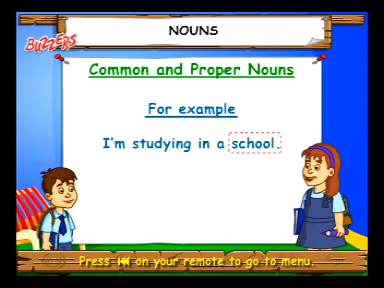 NOUNS
BUZZERS
Common and Proper Nouns
For example
I'm studying in a school.
Press ⏮ on your remote to go to menu.